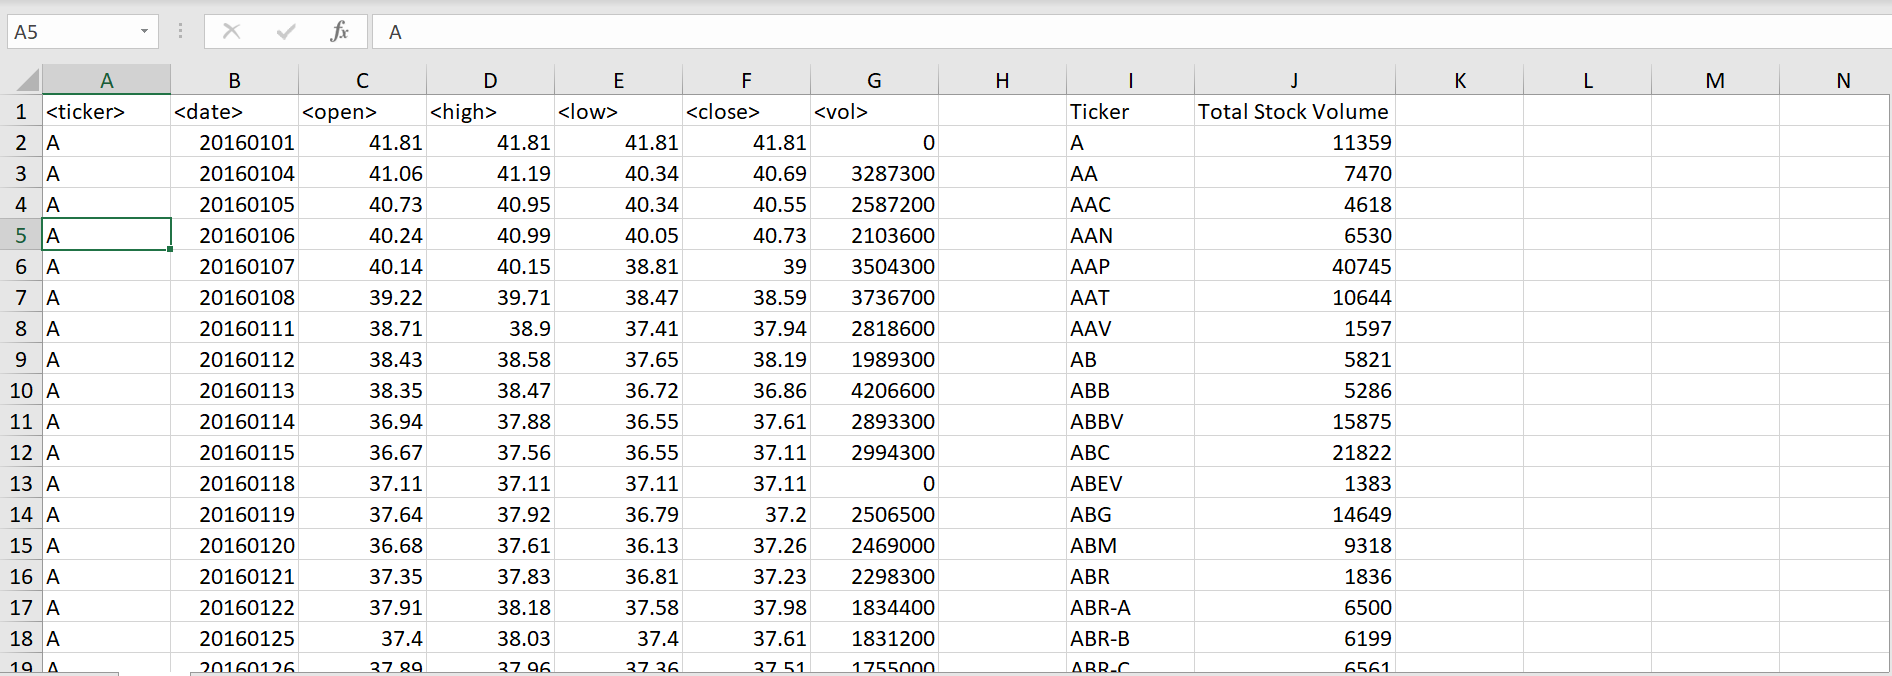 A5 fx A
A B C D E F G H I J K L M N
1 <ticker> <date> <open> <high> <low> <close> <vol> Ticker Total Stock Volume
2 A 20160101 41.81 41.81 41.81 41.81 0 A 11359
3 A 20160104 41.06 41.19 40.34 40.69 3287300 AA 7470
4 A 20160105 40.73 40.95 40.34 40.55 2587200 AAC 4618
5 A 20160106 40.24 40.99 40.05 40.73 2103600 AAN 6530
6 A 20160107 40.14 40.15 38.81 39 3504300 AAP 40745
7 A 20160108 39.22 39.71 38.47 38.59 3736700 AAT 10644
8 A 20160111 38.71 38.9 37.41 37.94 2818600 AAV 1597
9 A 20160112 38.43 38.58 37.65 38.19 1989300 AB 5821
10 A 20160113 38.35 38.47 36.72 36.86 4206600 ABB 5286
11 A 20160114 36.94 37.88 36.55 37.61 2893300 ABBV 15875
12 A 20160115 36.67 37.56 36.55 37.11 2994300 ABC 21822
13 A 20160118 37.11 37.11 37.11 37.11 0 ABEV 1383
14 A 20160119 37.64 37.92 36.79 37.2 2506500 ABG 14649
15 A 20160120 36.68 37.61 36.13 37.26 2469000 ABM 9318
16 A 20160121 37.35 37.83 36.81 37.23 2298300 ABR 1836
17 A 20160122 37.91 38.18 37.58 37.98 1834400 ABR-A 6500
18 A 20160125 37.4 38.03 37.4 37.61 1831200 ABR-B 6199
19 A 20160126 37.89 37.96 37.36 37.51 1755000 ABR-C 6561